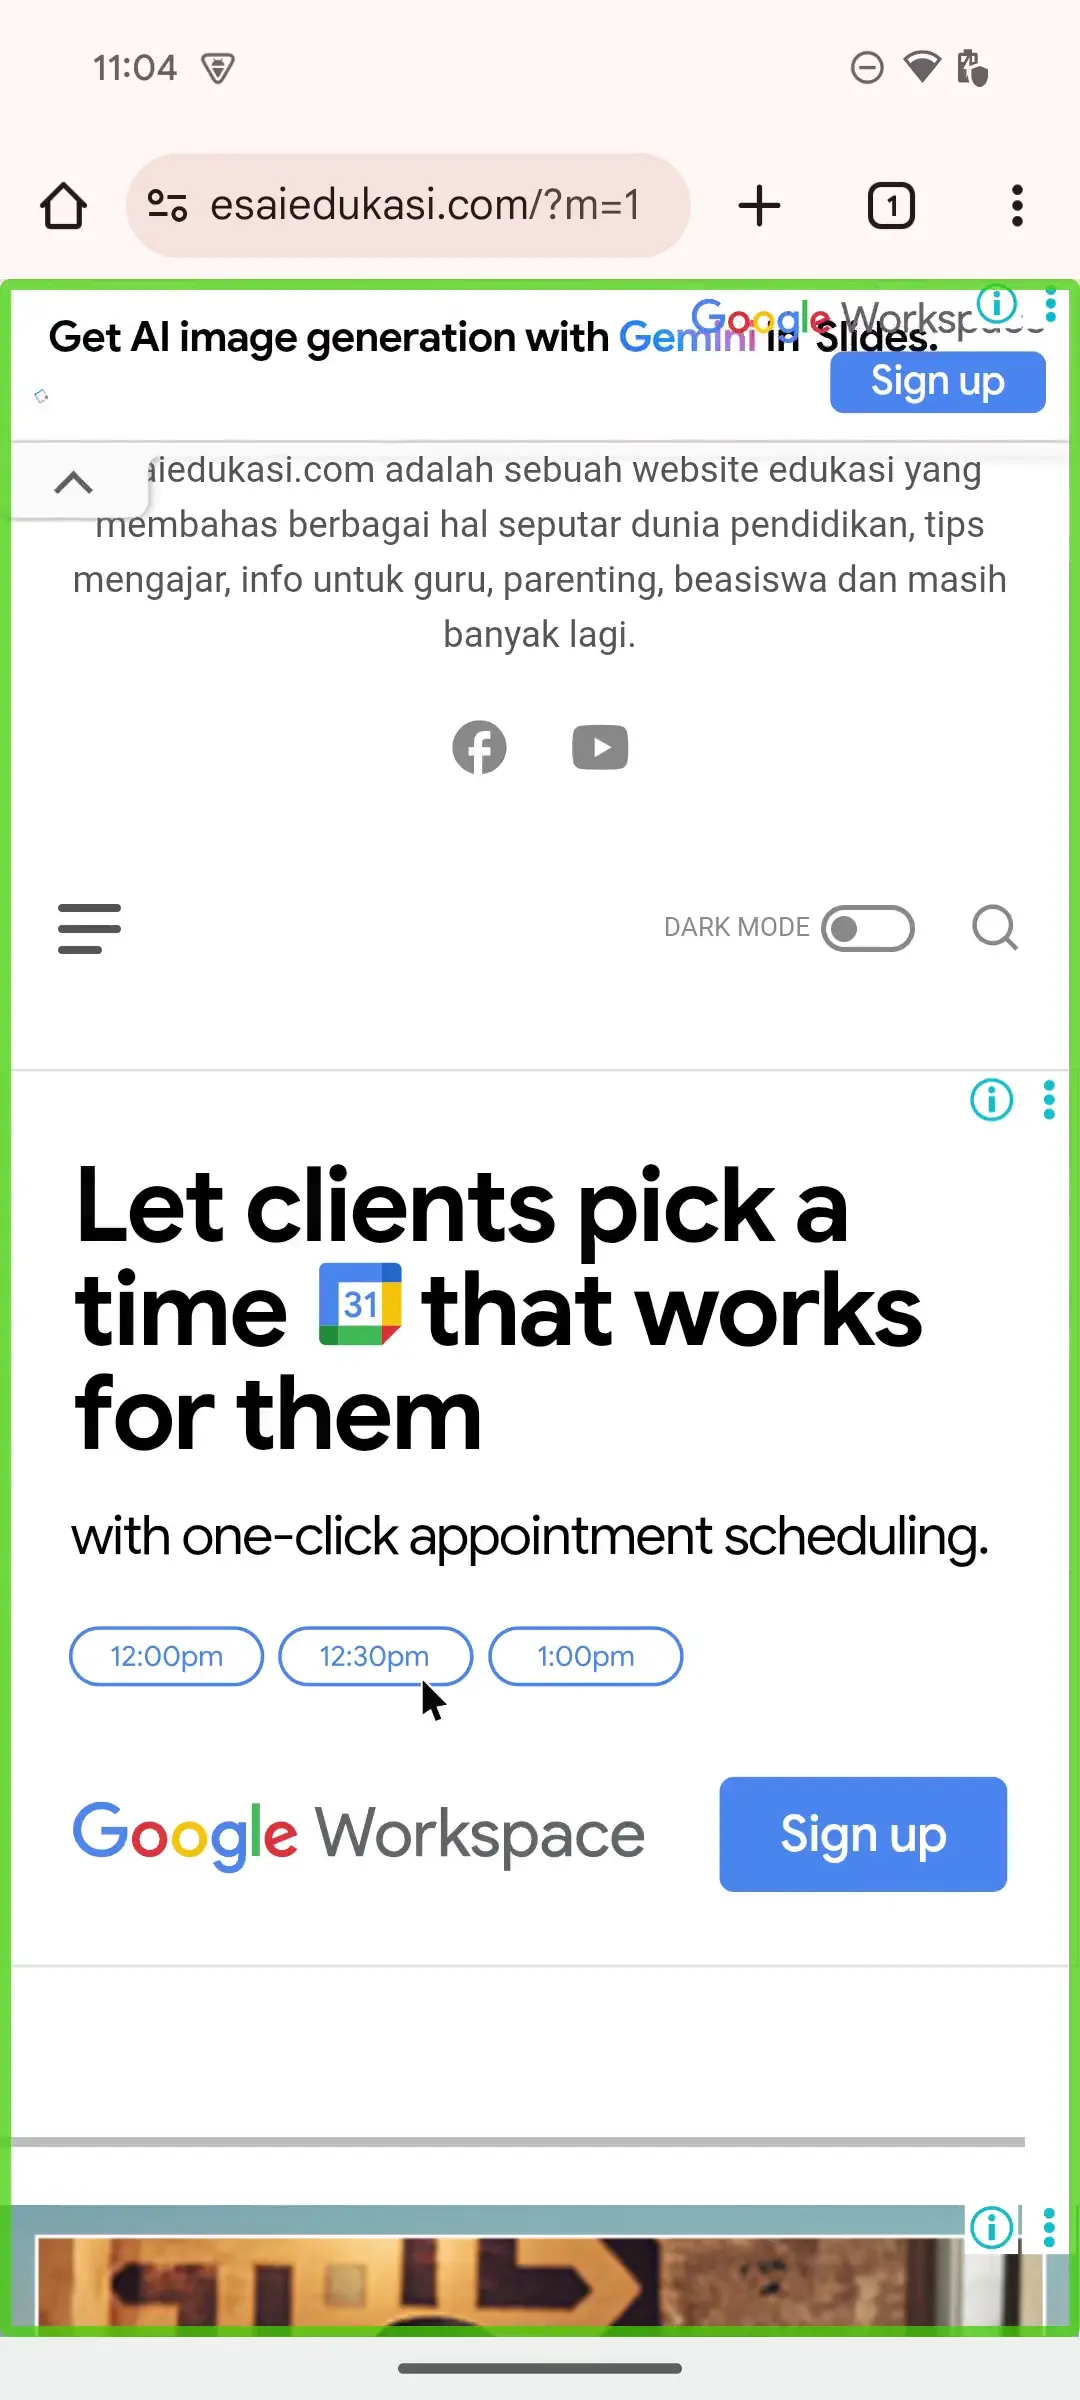 11:04
esaiedukasi.com/?m=1
1
Google Workspace
Get AI image generation with Gemini in Slides.
Sign up
aiedukasi.com adalah sebuah website edukasi yang
membahas berbagai hal seputar dunia pendidikan, tips
mengajar, info untuk guru, parenting, beasiswa dan masih
banyak lagi.
DARK MODE
Let clients pick a
time 31 that works
for them
with one-click appointment scheduling.
12:00pm 12:30pm 1:00pm
Google Workspace
Sign up